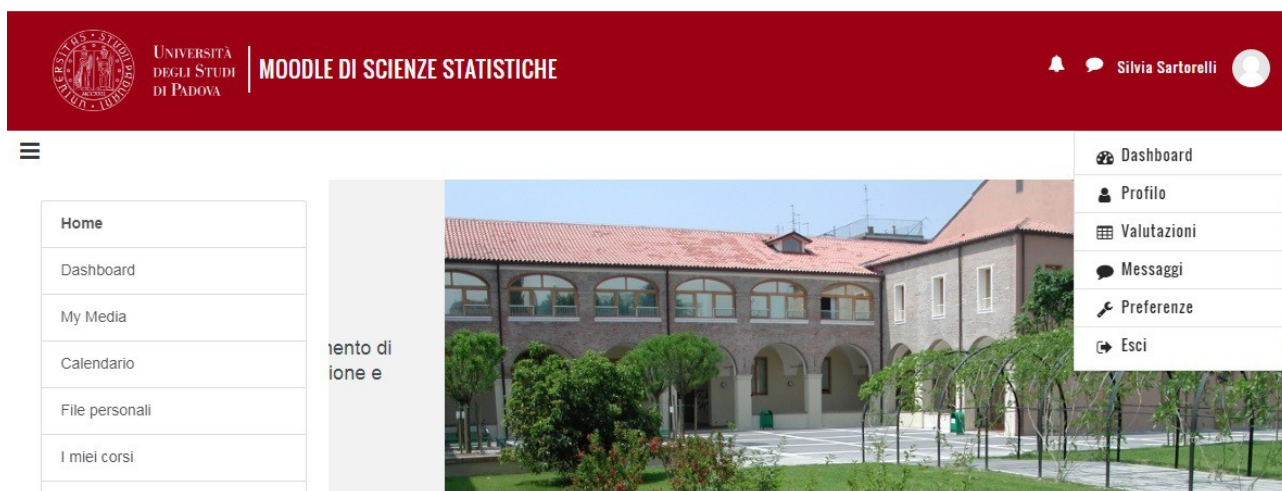 UNIVERSITÀ
DEGLI STUDI
DI PADOVA
MOODLE DI SCIENZE STATISTICHE
Silvia Sartorelli
Dashboard
Profilo
Valutazioni
Messaggi
Preferenze
Esci
Home
Dashboard
My Media
Calendario
File personali
I miei corsi
ento di
ione e